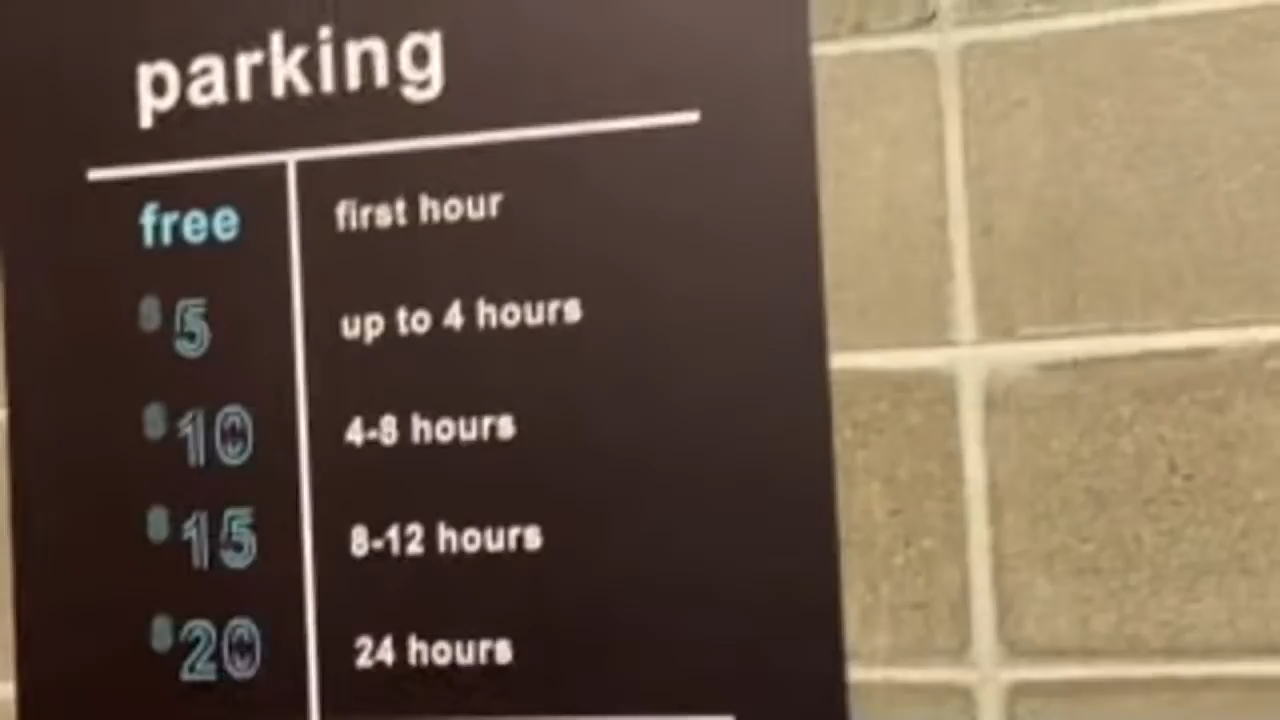 parking
free first hour
$5 up to 4 hours
$10 4-8 hours
$15 8-12 hours
$20 24 hours